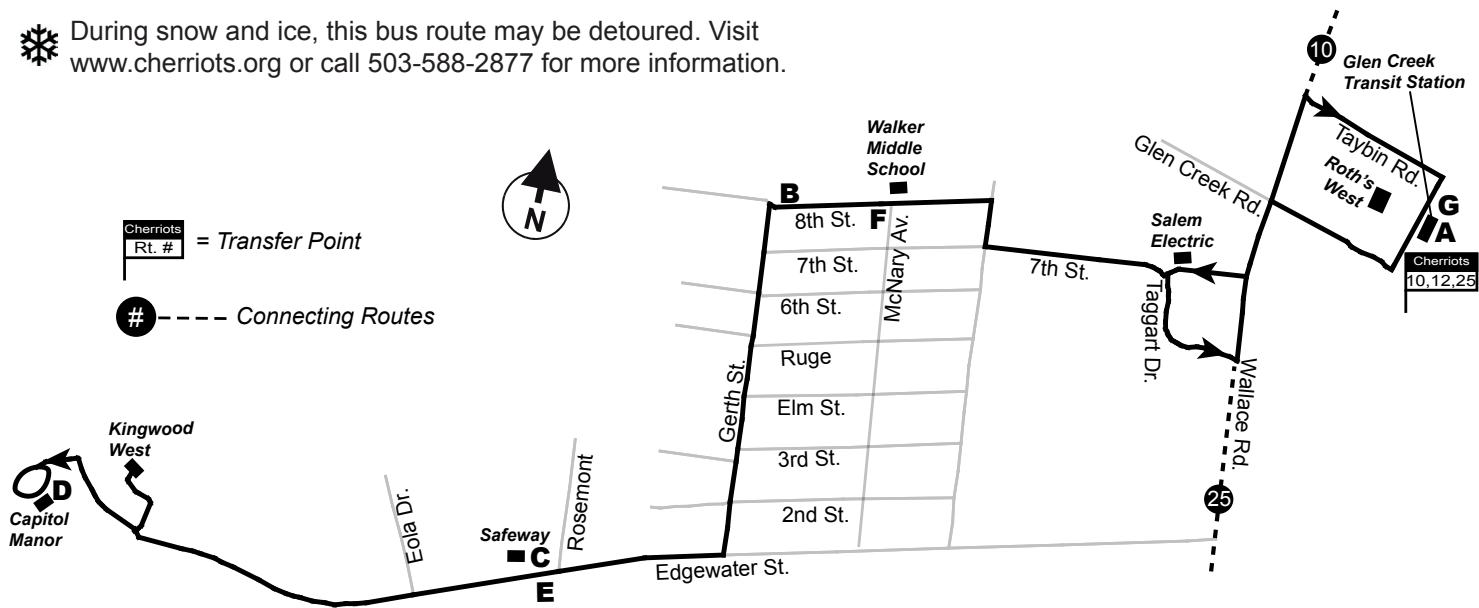 During snow and ice, this bus route may be detoured. Visit
www.cherriots.org or call 503-588-2877 for more information.
10
Glen Creek
Transit Station
Walker
Middle
School
Taybin Rd.
Glen Creek Rd.
Roth's
West
B
G
8th St.
F
McNary Av.
Salem
Electric
A
Cherriots
Rt. #
= Transfer Point
7th St.
7th St.
Cherriots
10,12,25
6th St.
Taggart Dr.
#
Connecting Routes
N
Ruge
Gerth St.
Elm St.
Wallace Rd.
Kingwood
West
3rd St.
D
25
Capitol
Manor
Eola Dr.
Rosemont
2nd St.
Safeway
C
Edgewater St.
E